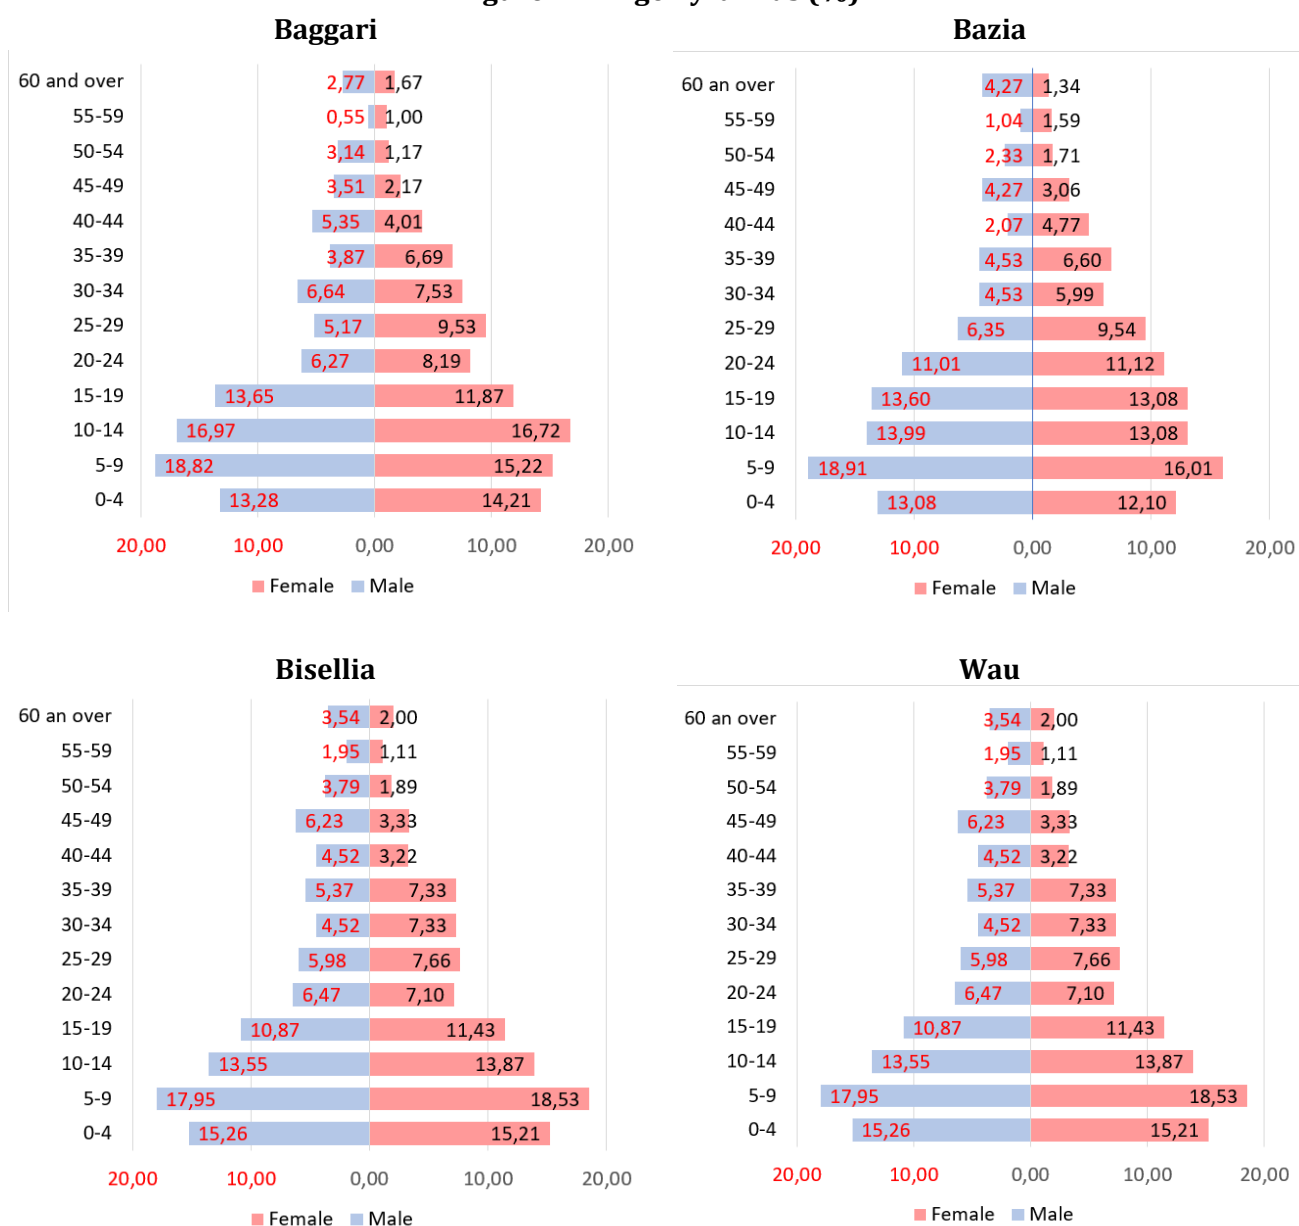 (%)
Baggari
60 and over 2,77 1,67
55-59 0,55 1,00
50-54 3,14 1,17
45-49 3,51 2,17
40-44 5,35 4,01
35-39 3,87 6,69
30-34 6,64 7,53
25-29 5,17 9,53
20-24 6,27 8,19
15-19 13,65 11,87
10-14 16,97 16,72
5-9 18,82 15,22
0-4 13,28 14,21
20,00 10,00 0,00 10,00 20,00
Female Male
Bazia
60 an over 4,27 1,34
55-59 1,04 1,59
50-54 2,33 1,71
45-49 4,27 3,06
40-44 2,07 4,77
35-39 4,53 6,60
30-34 4,53 5,99
25-29 6,35 9,54
20-24 11,01 11,12
15-19 13,60 13,08
10-14 13,99 13,08
5-9 18,91 16,01
0-4 13,08 12,10
20,00 10,00 0,00 10,00 20,00
Female Male
Bisellia
60 an over 3,54 2,00
55-59 1,95 1,11
50-54 3,79 1,89
45-49 6,23 3,33
40-44 4,52 3,22
35-39 5,37 7,33
30-34 4,52 7,33
25-29 5,98 7,66
20-24 6,47 7,10
15-19 10,87 11,43
10-14 13,55 13,87
5-9 17,95 18,53
0-4 15,26 15,21
20,00 10,00 0,00 10,00 20,00
Female Male
Wau
60 an over 3,54 2,00
55-59 1,95 1,11
50-54 3,79 1,89
45-49 6,23 3,33
40-44 4,52 3,22
35-39 5,37 7,33
30-34 4,52 7,33
25-29 5,98 7,66
20-24 6,47 7,10
15-19 10,87 11,43
10-14 13,55 13,87
5-9 17,95 18,53
0-4 15,26 15,21
20,00 10,00 0,00 10,00 20,00
Female Male